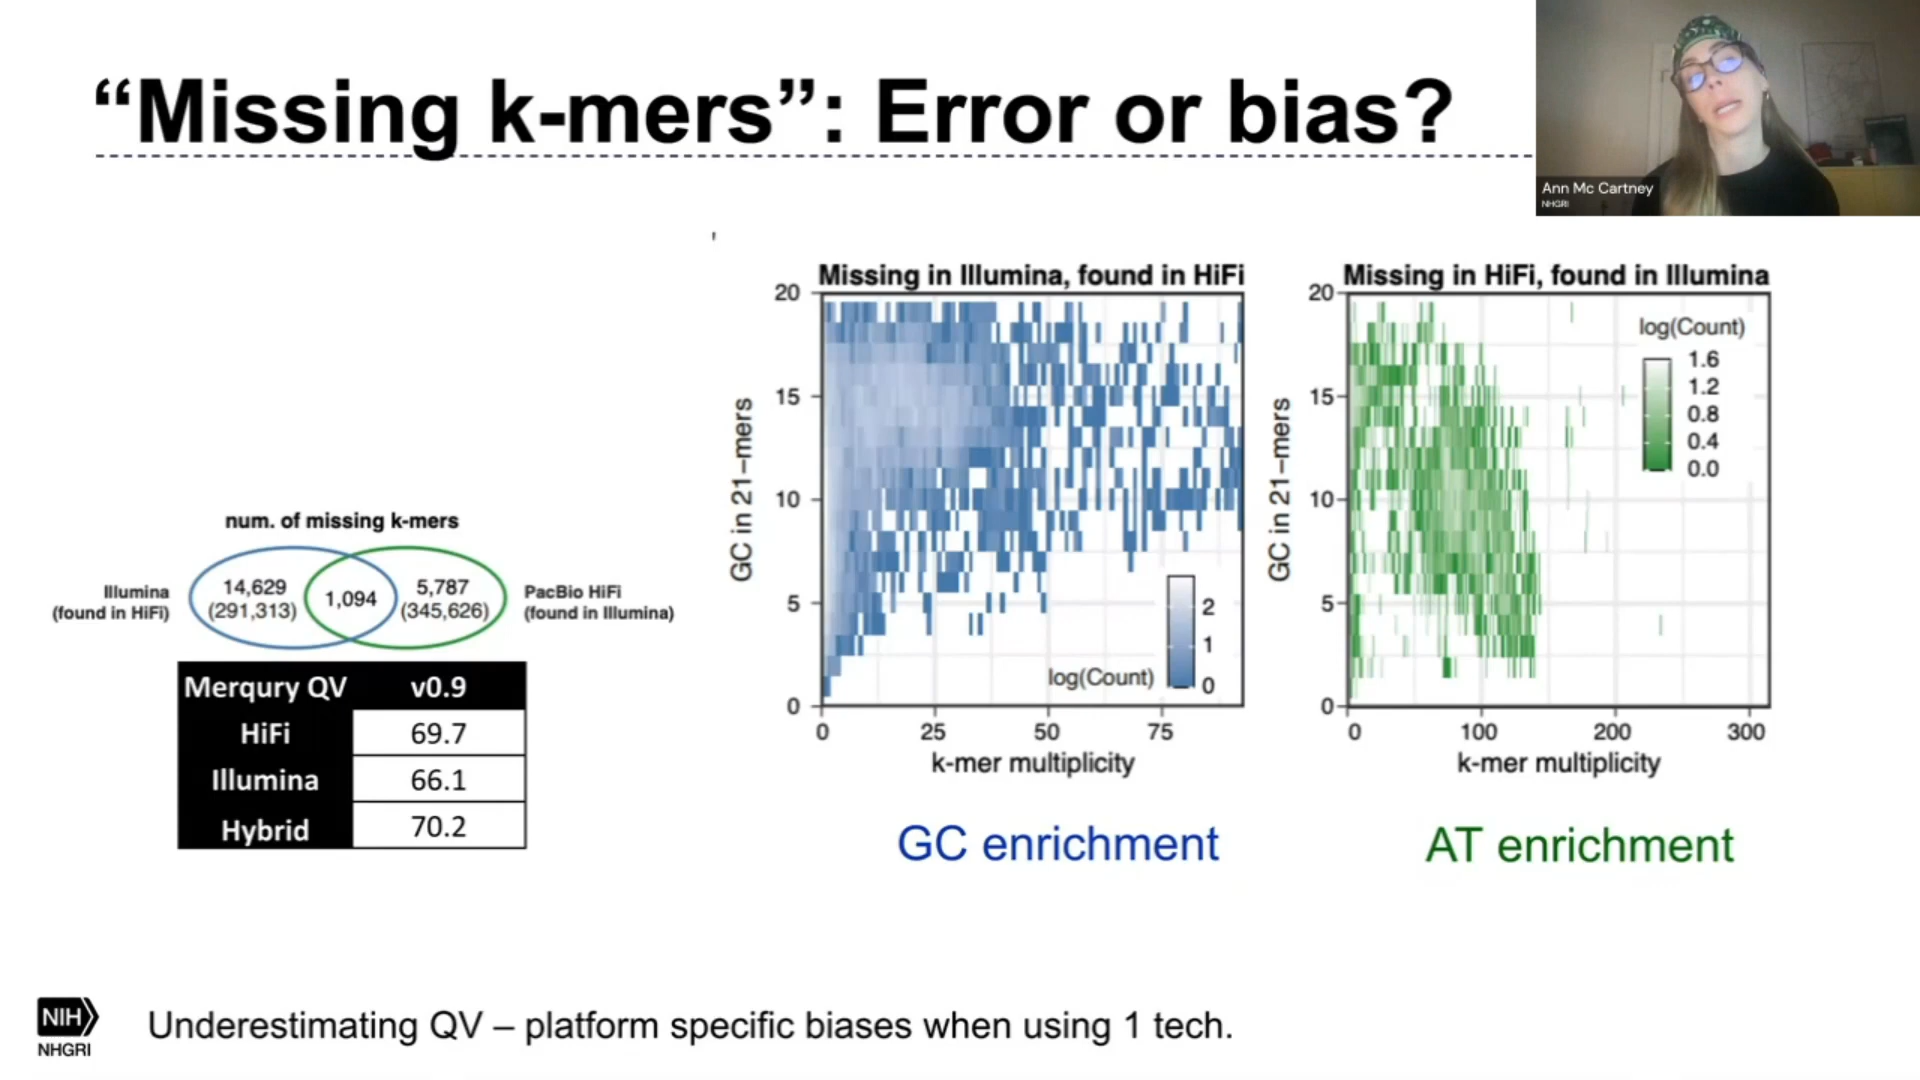 “Missing k-mers”: Error or bias?
Ann Mc Cartney
NHGRI
num. of missing k-mers
Illumina
(found in HiFi)
14,629
(291,313)
1,094
5,787
(345,626)
PacBio HiFi
(found in Illumina)
Merqury QV v0.9
HiFi 69.7
Illumina 66.1
Hybrid 70.2
Missing in Illumina, found in HiFi
GC in 21–mers
20
15
10
5
0
0 25 50 75
k-mer multiplicity
log(Count)
2
1
0
GC enrichment
Missing in HiFi, found in Illumina
GC in 21–mers
20
15
10
5
0
0 100 200 300
k-mer multiplicity
log(Count)
1.6
1.2
0.8
0.4
0.0
AT enrichment
NIH
NHGRI
Underestimating QV – platform specific biases when using 1 tech.